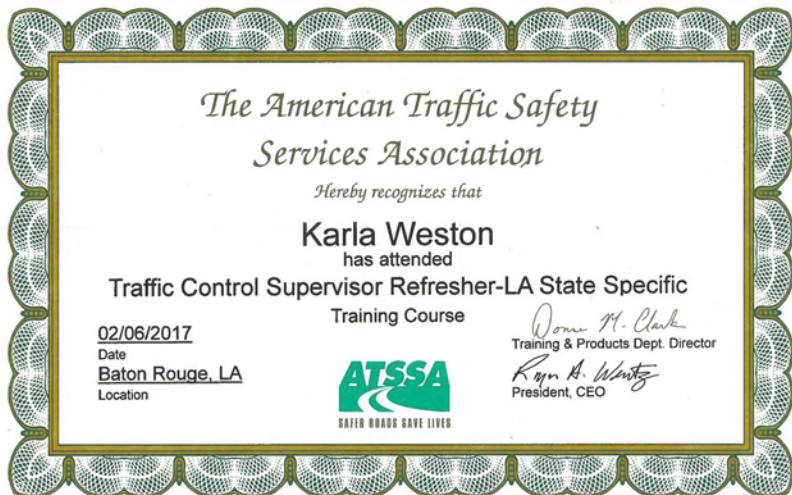 The American Traffic Safety
Services Association
Hereby recognizes that
Karla Weston
has attended
Traffic Control Supervisor Refresher-LA State Specific
Training Course
02/06/2017
Date
Baton Rouge, LA
Location
ATSSA
SAFER ROADS SAVE LIVES
Donna M. Clark
Training & Products Dept. Director
President, CEO